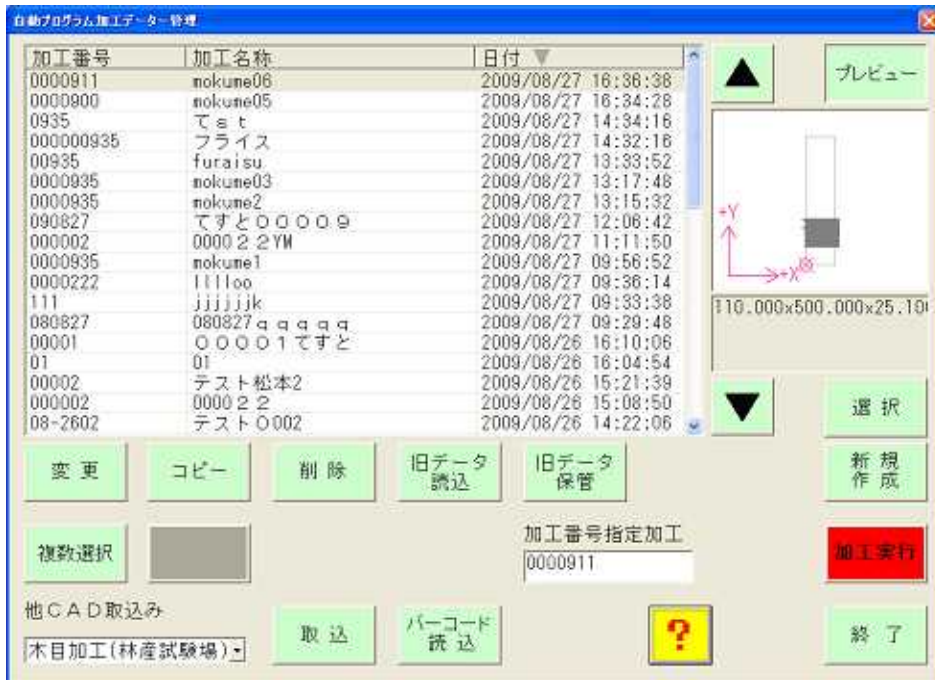 自動プログラム加工データー管理
加工番号 加工名称 日付
0000911 mokume06 2009/08/27 16:36:38
0000900 mokume05 2009/08/27 16:34:28
0935 てｓｔ 2009/08/27 14:34:16
000000935 フライス 2009/08/27 14:32:16
00935 furaisu 2009/08/27 13:33:52
0000935 mokume03 2009/08/27 13:17:48
0000935 mokume2 2009/08/27 13:15:32
090827 てすと００００９ 2009/08/27 12:06:42
000002 0000２２YM 2009/08/27 11:11:50
0000935 mokume1 2009/08/27 09:56:52
0000222 lllloo 2009/08/27 09:36:14
111 jjjjjjk 2009/08/27 09:33:38
080827 080827ｑｑｑｑｑ 2009/08/27 09:29:48
00001 ００００１てすと 2009/08/26 16:10:06
01 01 2009/08/26 16:04:54
00002 テスト松本2 2009/08/26 15:21:39
000002 0000２２ 2009/08/26 15:08:50
08-2602 テスト０002 2009/08/26 14:22:06
プレビュー
+Y
+X
110.000x500.000x25.10
選 択
変 更
コピー
削 除
旧データ
読込
旧データ
保管
新 規
作 成
複数選択
加工番号指定加工
0000911
加工実行
他ＣＡＤ取込み
木目加工(林産試験場)
取 込
バーコード
読 込
?
終 了